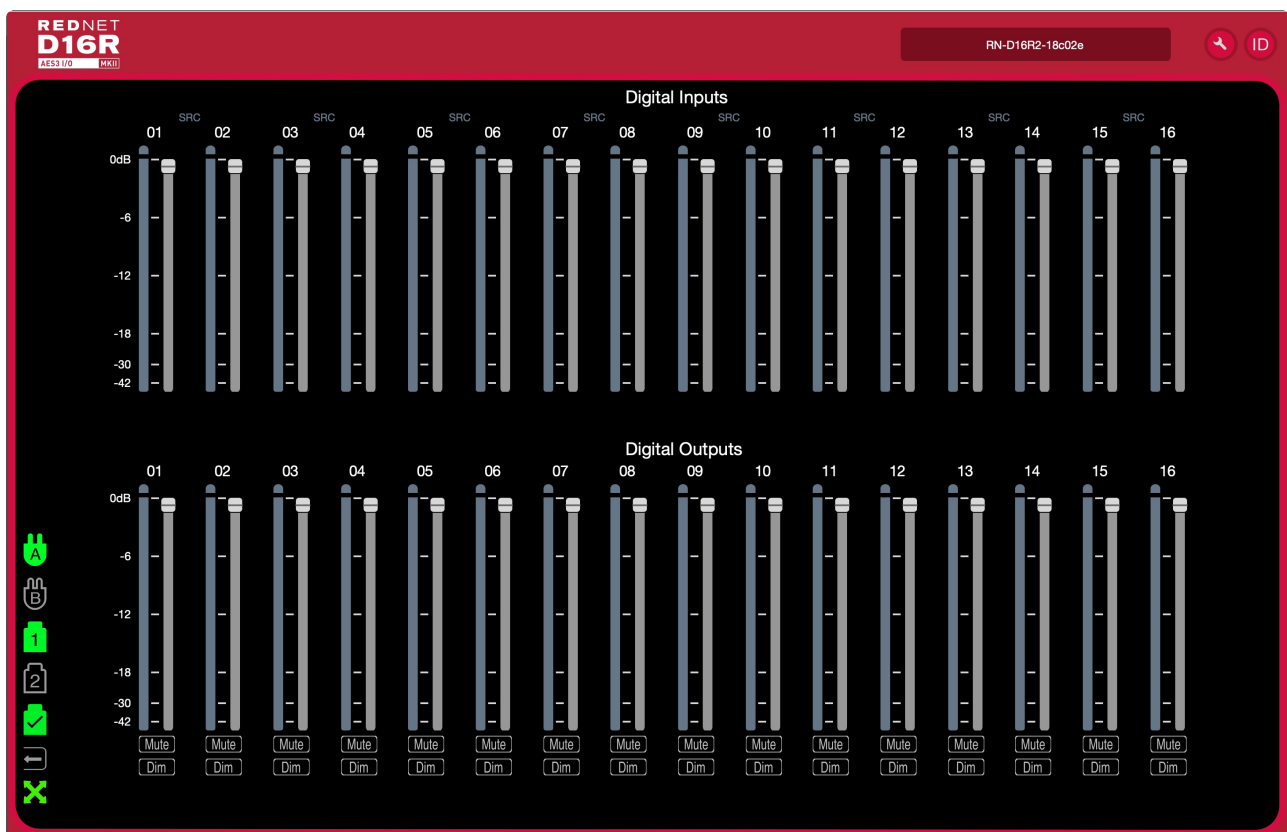 REDNET
D16R
AES3 I/O MKII
RN-D16R2-18c02e
ID
Digital Inputs
SRC SRC SRC SRC SRC SRC SRC SRC
01 02 03 04 05 06 07 08 09 10 11 12 13 14 15 16
0dB
-6
-12
-18
-30
-42
Digital Outputs
01 02 03 04 05 06 07 08 09 10 11 12 13 14 15 16
0dB
A
-6
B
-12
1
-18
2
-30
-42
Mute Mute Mute Mute Mute Mute Mute Mute Mute Mute Mute Mute Mute Mute Mute Mute
Dim Dim Dim Dim Dim Dim Dim Dim Dim Dim Dim Dim Dim Dim Dim Dim